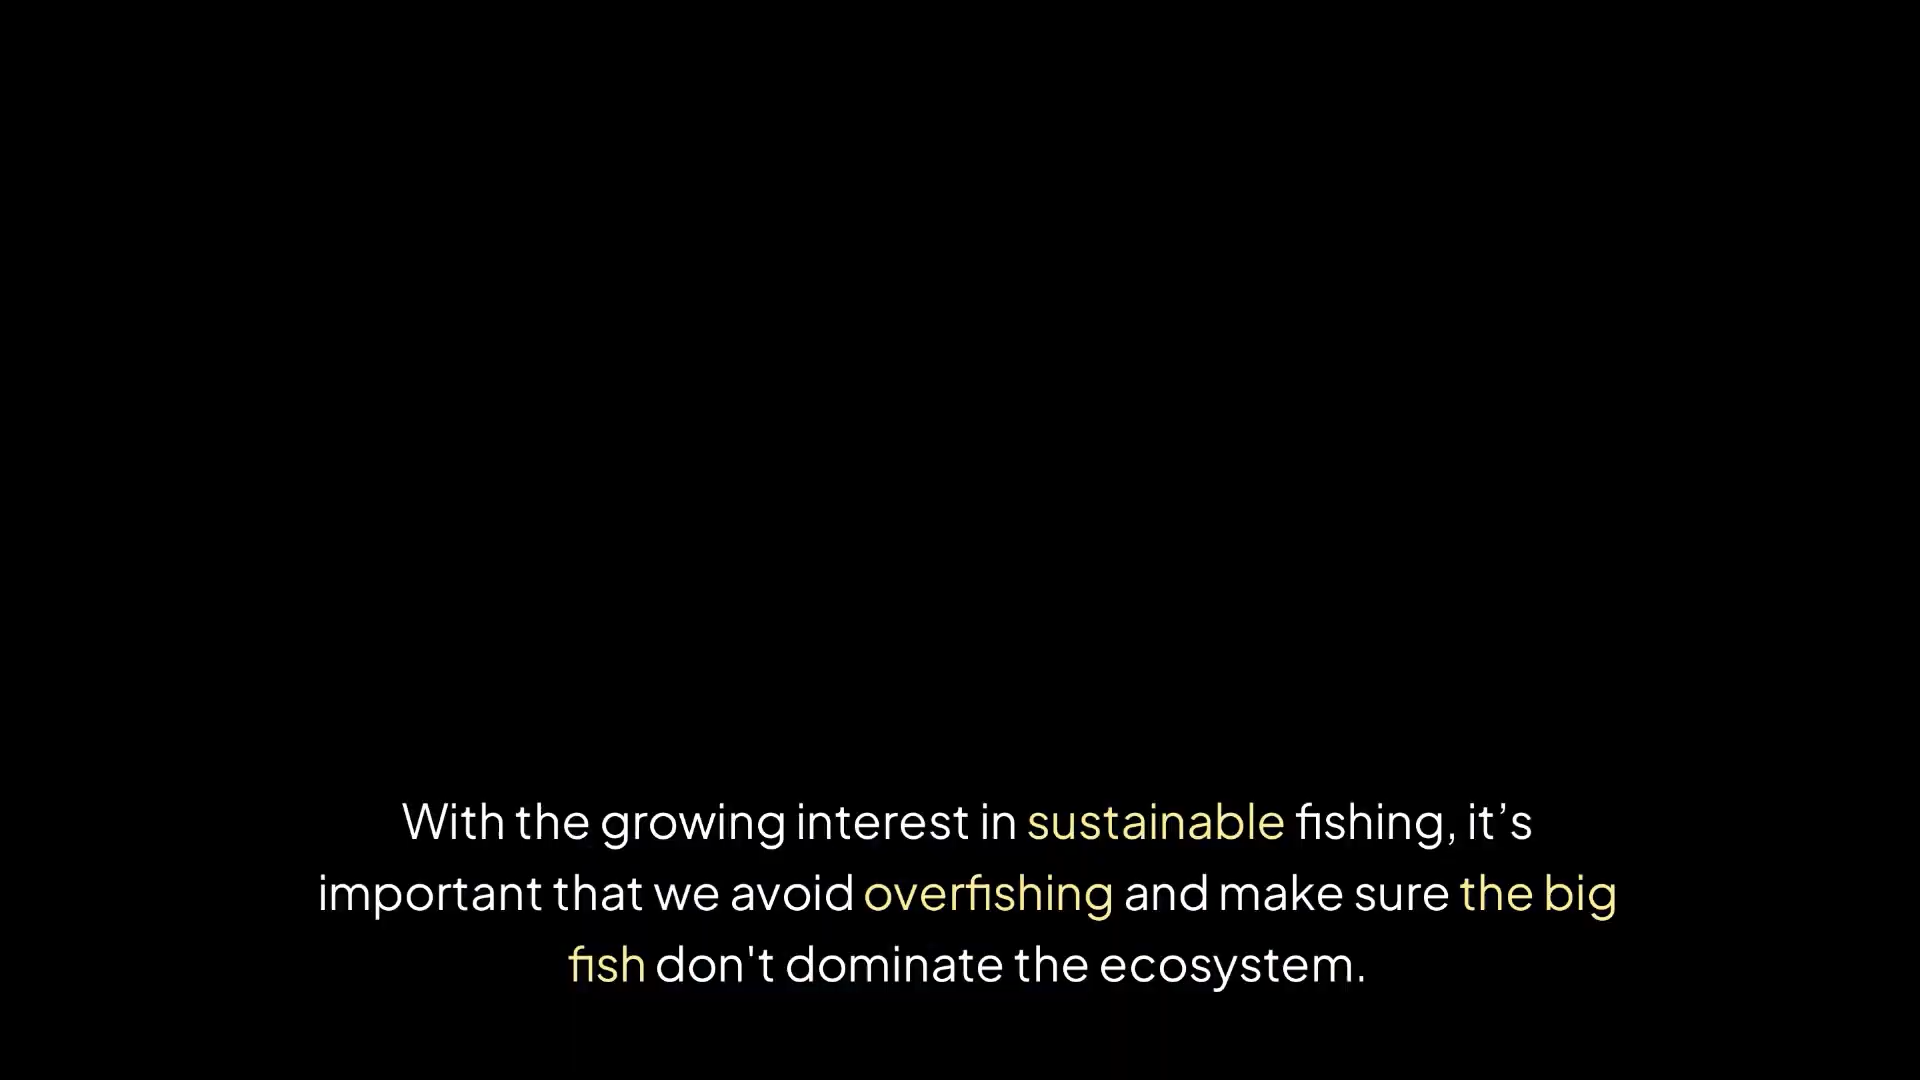 With the growing interest in sustainable fishing, it’s
important that we avoid overfishing and make sure the big
fish don't dominate the ecosystem.